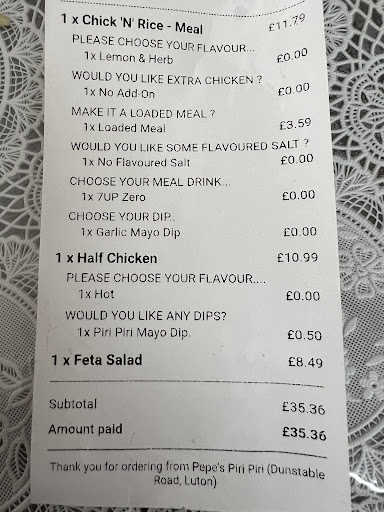 1 x Chick 'N' Rice - Meal £11.79
PLEASE CHOOSE YOUR FLAVOUR...
1x Lemon & Herb £0.00
WOULD YOU LIKE EXTRA CHICKEN ?
1x No Add-On £0.00
MAKE IT A LOADED MEAL ?
1x Loaded Meal £3.59
WOULD YOU LIKE SOME FLAVOURED SALT ?
1x No Flavoured Salt £0.00
CHOOSE YOUR MEAL DRINK...
1x 7UP Zero £0.00
CHOOSE YOUR DIP..
1x Garlic Mayo Dip £0.00
1 x Half Chicken £10.99
PLEASE CHOOSE YOUR FLAVOUR....
1x Hot £0.00
WOULD YOU LIKE ANY DIPS?
1x Piri Piri Mayo Dip. £0.50
1 x Feta Salad £8.49
Subtotal £35.36
Amount paid £35.36
Thank you for ordering from Pepe's Piri Piri (Dunstable
Road, Luton)